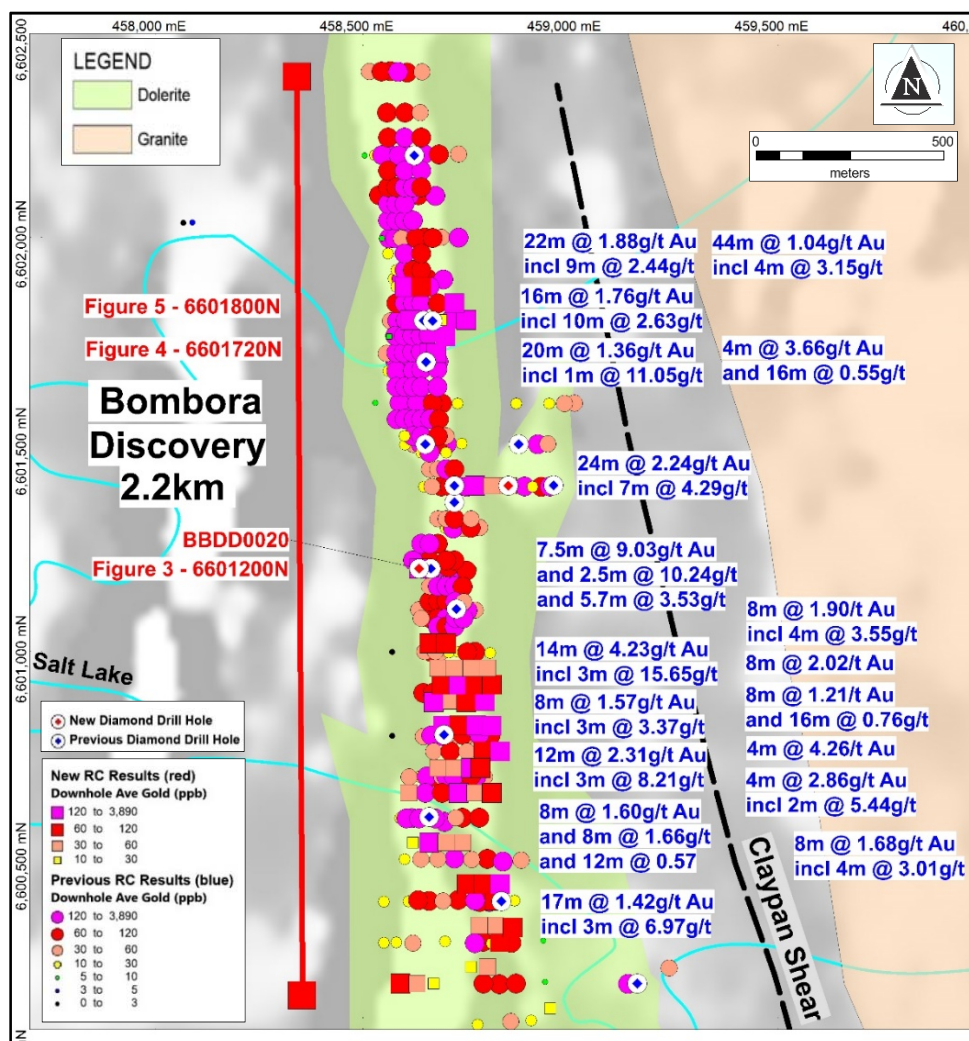 458,000 mE
458,500 mE
459,000 mE
459,500 mE
460,
6,602,500
6,602,000 mN
6,601,500 mN
6,601,000 mN
6,600,500 mN
mN
LEGEND
Dolerite
Granite
N
0 500
meters
22m @ 1.88g/t Au
incl 9m @ 2.44g/t
44m @ 1.04g/t Au
incl 4m @ 3.15g/t
Figure 5 - 6601800N
16m @ 1.76g/t Au
incl 10m @ 2.63g/t
Figure 4 - 6601720N
20m @ 1.36g/t Au
incl 1m @ 11.05g/t
4m @ 3.66g/t Au
and 16m @ 0.55g/t
Bombora
Discovery
2.2km
24m @ 2.24g/t Au
incl 7m @ 4.29g/t
BBDD0020
Figure 3 - 6601200N
7.5m @ 9.03g/t Au
and 2.5m @ 10.24g/t
and 5.7m @ 3.53g/t
8m @ 1.90/t Au
incl 4m @ 3.55g/t
Salt Lake
14m @ 4.23g/t Au
incl 3m @ 15.65g/t
8m @ 2.02/t Au
8m @ 1.57g/t Au
incl 3m @ 3.37g/t
8m @ 1.21/t Au
and 16m @ 0.76g/t
12m @ 2.31g/t Au
incl 3m @ 8.21g/t
4m @ 4.26/t Au
4m @ 2.86g/t Au
incl 2m @ 5.44g/t
8m @ 1.60g/t Au
and 8m @ 1.66g/t
and 12m @ 0.57
8m @ 1.68g/t Au
incl 4m @ 3.01g/t
17m @ 1.42g/t Au
incl 3m @ 6.97g/t
Claypan Shear
New Diamond Drill Hole
Previous Diamond Drill Hole
New RC Results (red)
Downhole Ave Gold (ppb)
120 to 3,890
60 to 120
30 to 60
10 to 30
Previous RC Results (blue)
Downhole Ave Gold (ppb)
120 to 3,890
60 to 120
30 to 60
10 to 30
5 to 10
3 to 5
0 to 3